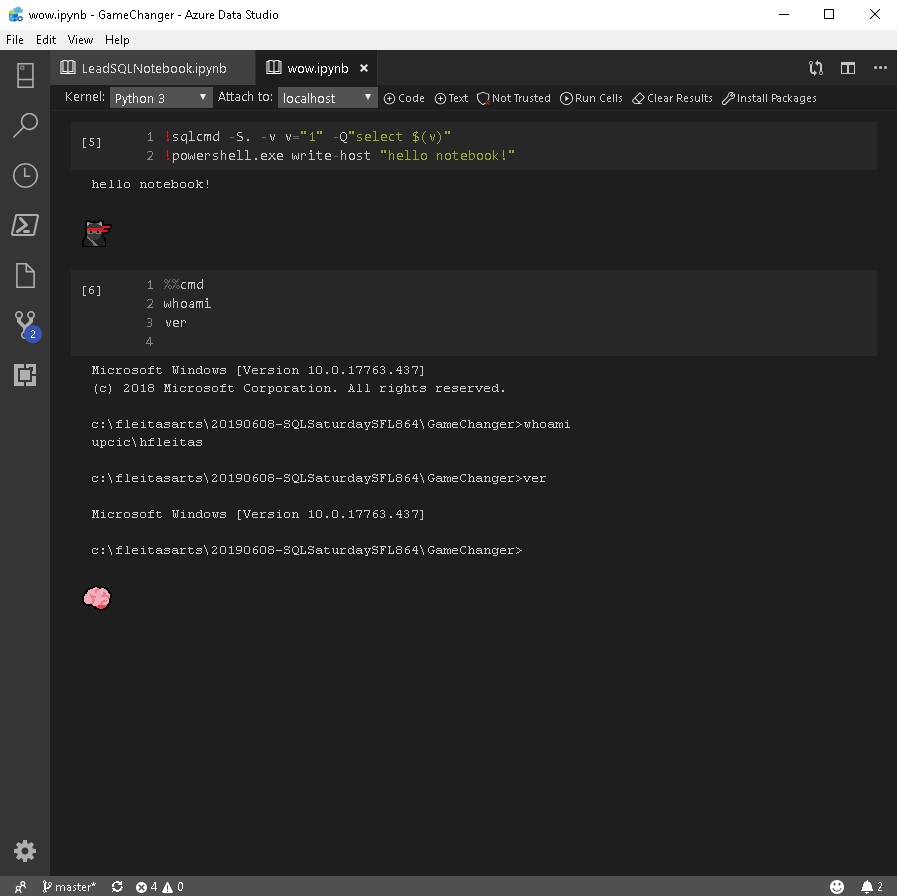 wow.ipynb - GameChanger - Azure Data Studio
File Edit View Help
LeadSQLNotebook.ipynb wow.ipynb
Kernel: Python 3 Attach to: localhost Code Text Not Trusted Run Cells Clear Results Install Packages
[5] 1 !sqlcmd -S. -v v="1" -Q"select $(v)"
2 !powershell.exe write-host "hello notebook!"
hello notebook!
[6] 1 %%cmd
2 whoami
3 ver
4
Microsoft Windows [Version 10.0.17763.437]
(c) 2018 Microsoft Corporation. All rights reserved.
c:\fleitasarts\20190608-SQLSaturdaySFL864\GameChanger>whoami
upcic\hfleitas
c:\fleitasarts\20190608-SQLSaturdaySFL864\GameChanger>ver
Microsoft Windows [Version 10.0.17763.437]
c:\fleitasarts\20190608-SQLSaturdaySFL864\GameChanger>
2
master* 4 0 2